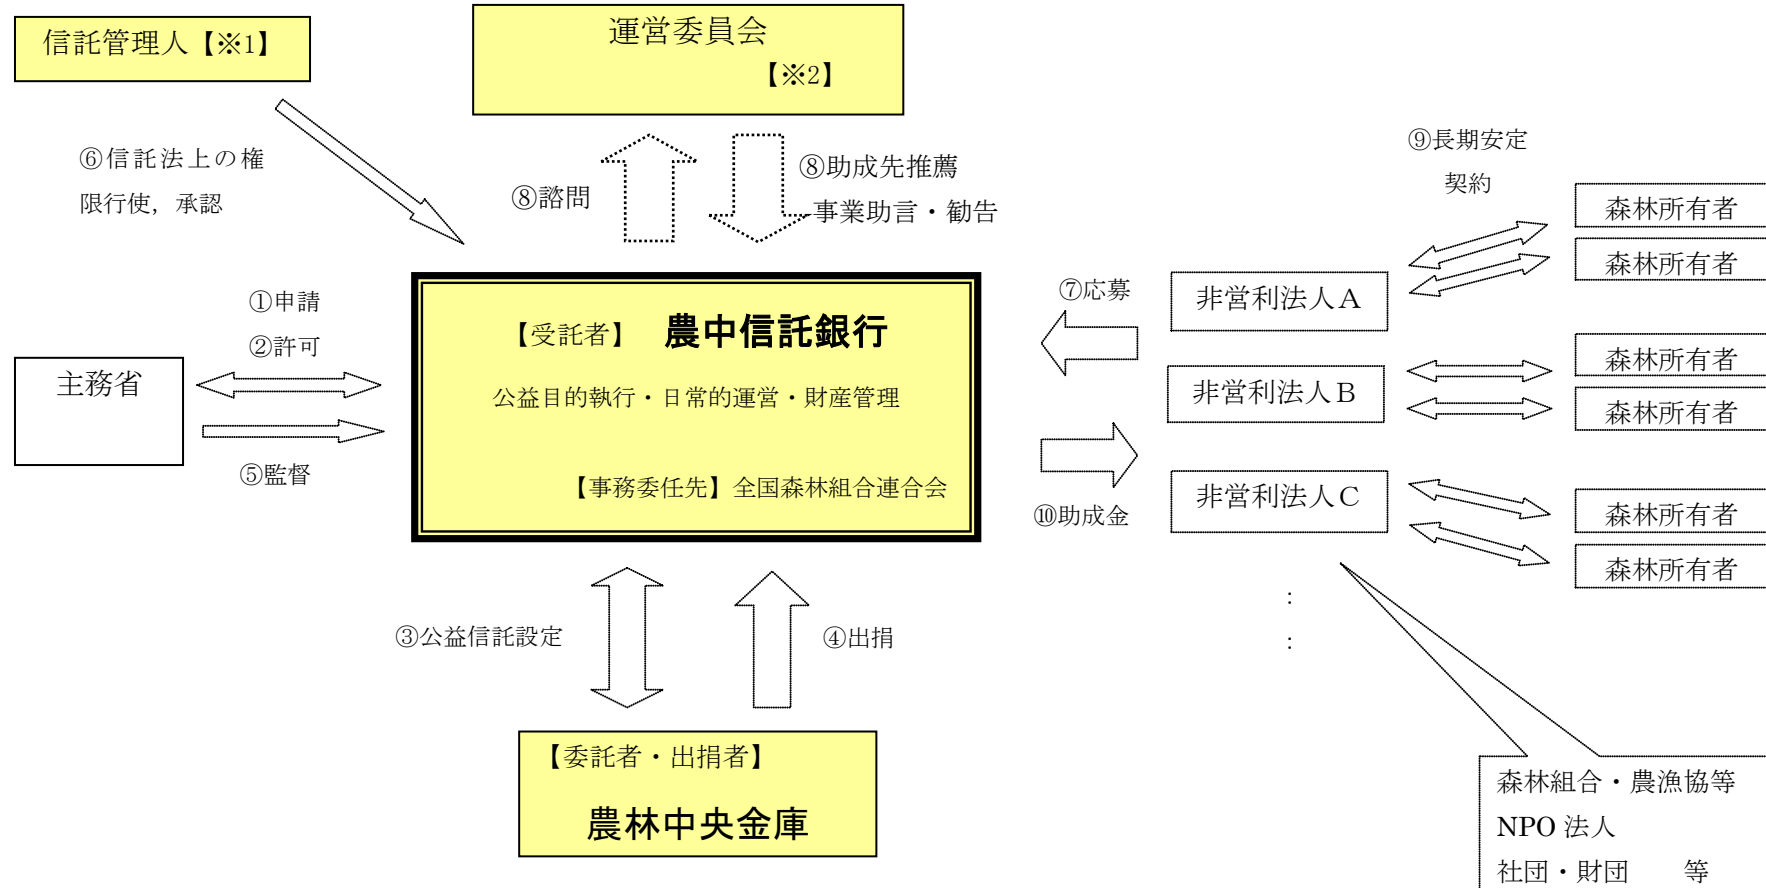 信託管理人【※1】
運営委員会
【※2】
⑥信託法上の権
限行使，承認
⑧諮問
⑧助成先推薦
事業助言・勧告
⑨長期安定
契約
森林所有者
森林所有者
①申請
②許可
主務省
⑤監督
【受託者】 農中信託銀行
公益目的執行・日常的運営・財産管理
【事務委任先】全国森林組合連合会
⑦応募
⑩助成金
非営利法人A
非営利法人B
非営利法人C
：
：
森林所有者
森林所有者
森林所有者
森林所有者
③公益信託設定
④出捐
【委託者・出捐者】
農林中央金庫
森林組合・農漁協等
NPO 法人
社団・財団 等